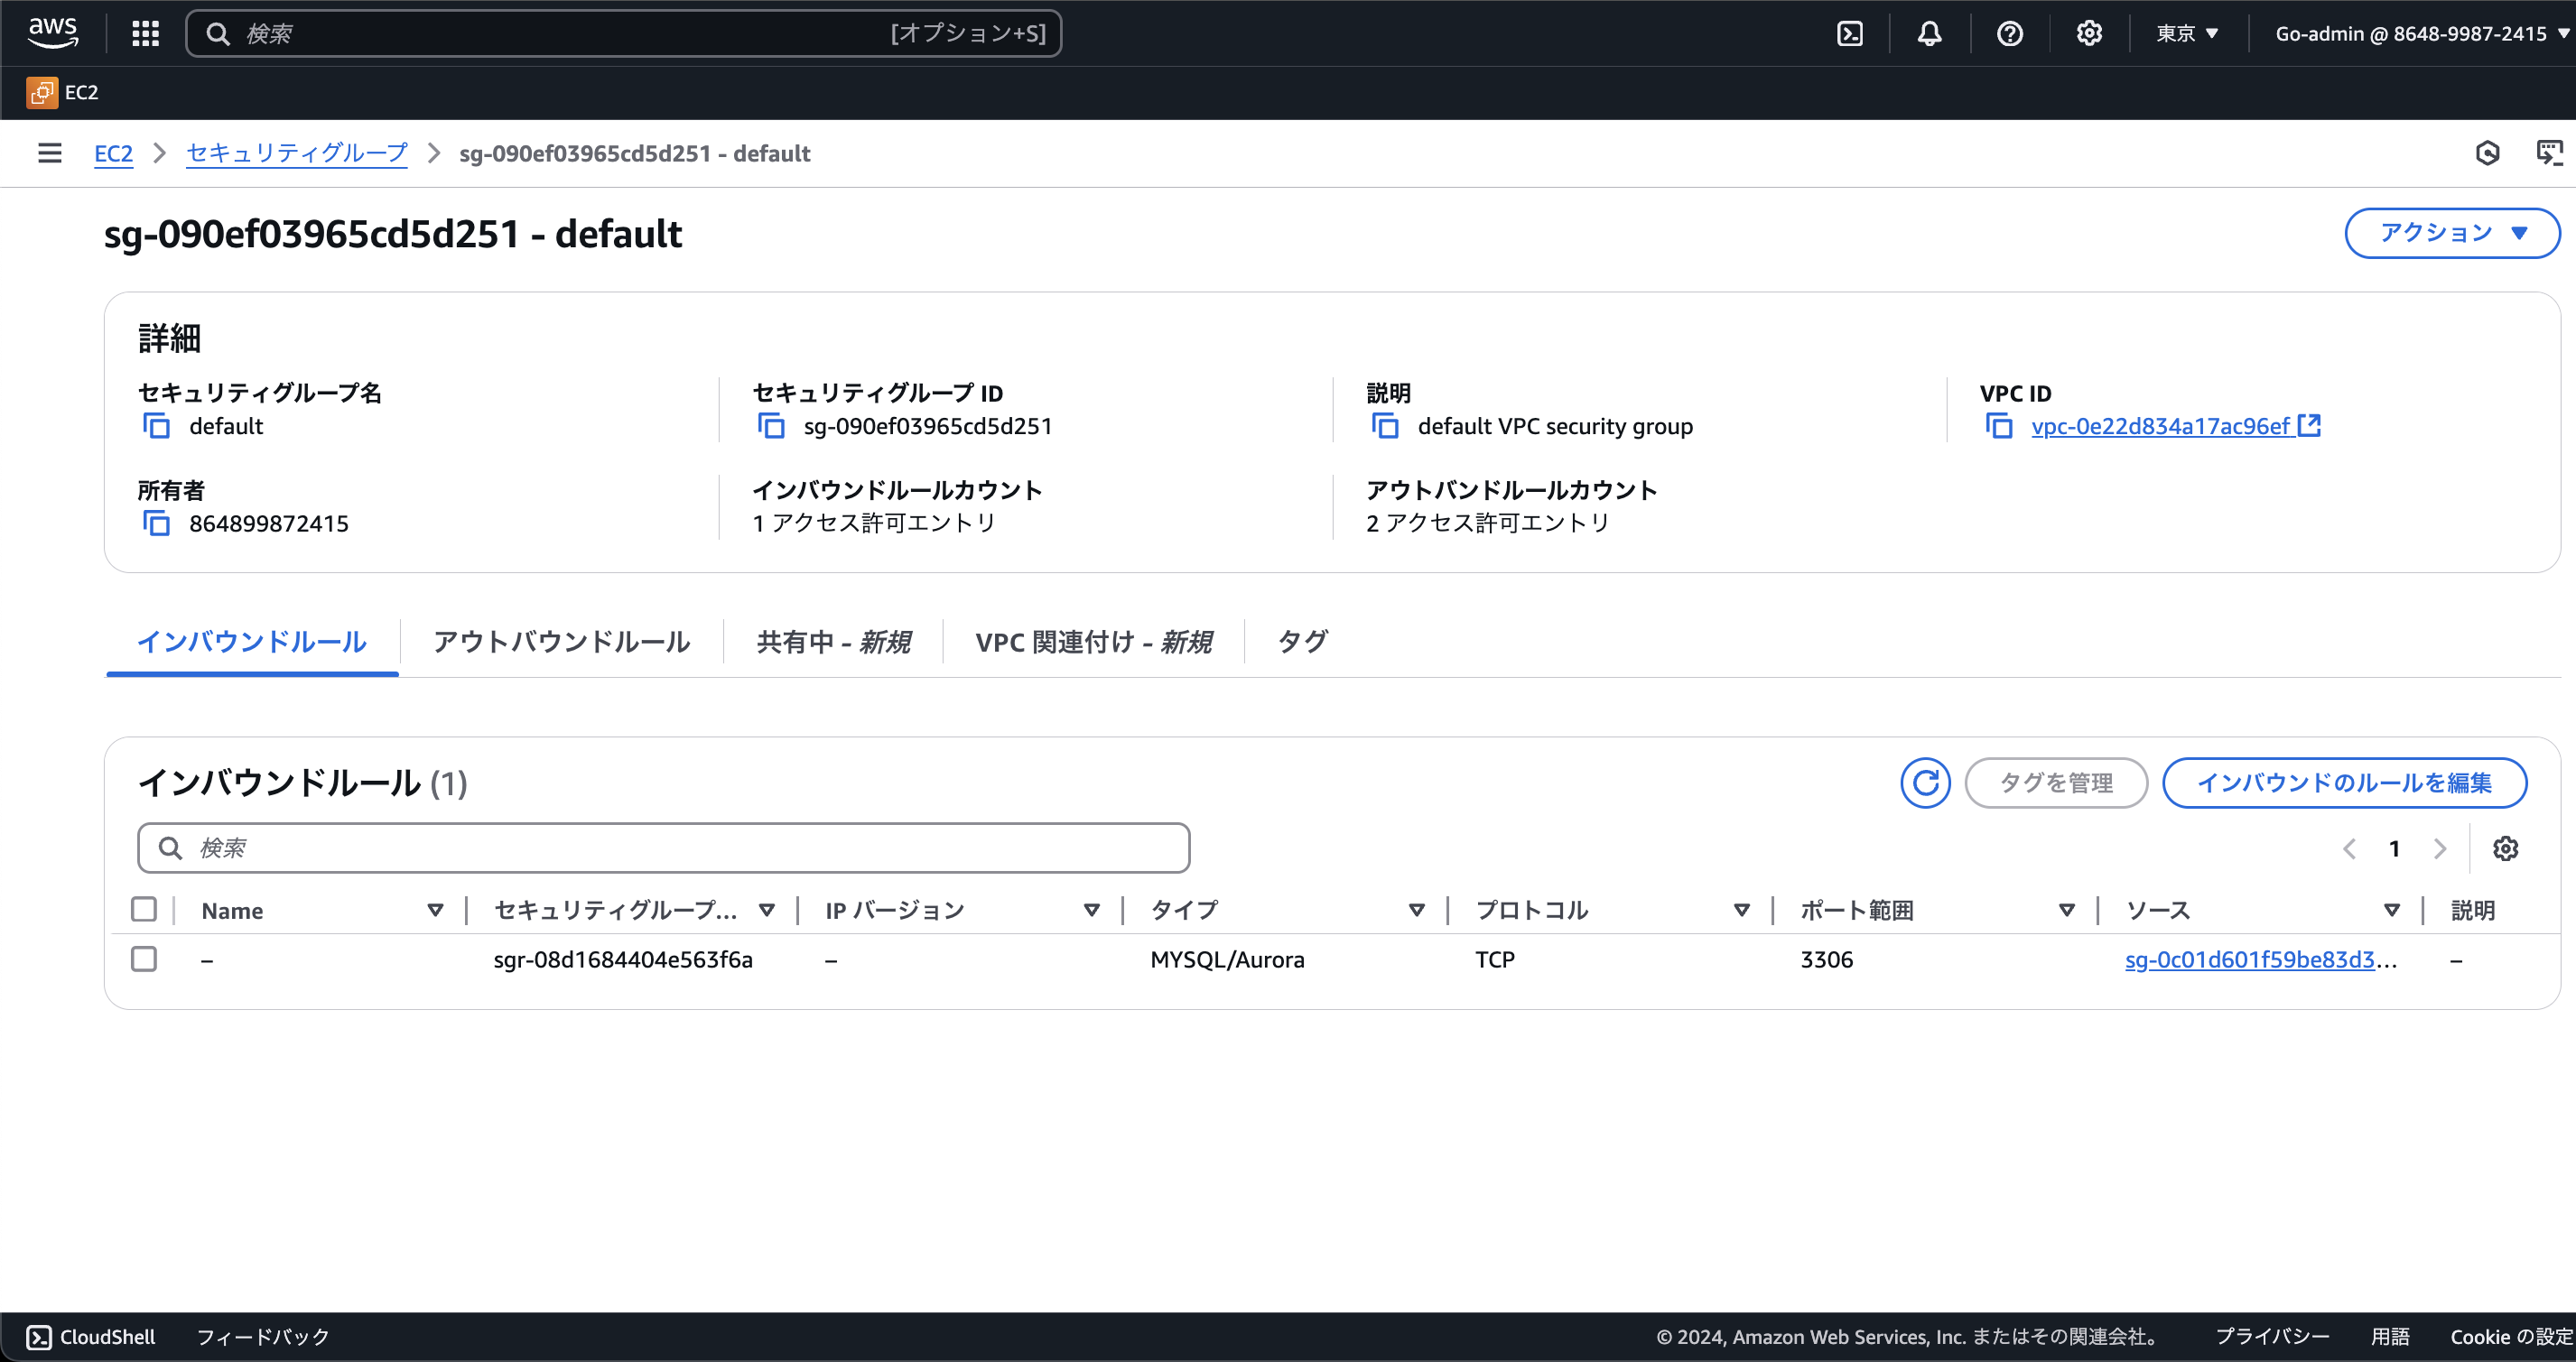 aws
検索
[オプション+S]
東京
Go-admin @ 8648-9987-2415
EC2
EC2
セキュリティグループ
sg-090ef03965cd5d251 - default
sg-090ef03965cd5d251 - default
アクション
詳細
セキュリティグループ名
default
セキュリティグループ ID
sg-090ef03965cd5d251
説明
default VPC security group
VPC ID
vpc-0e22d834a17ac96ef
所有者
864899872415
インバウンドルールカウント
1 アクセス許可エントリ
アウトバンドルールカウント
2 アクセス許可エントリ
インバウンドルール
アウトバウンドルール
共有中 - 新規
VPC 関連付け - 新規
タグ
インバウンドルール (1)
タグを管理
インバウンドのルールを編集
検索
1
Name
セキュリティグループ...
IP バージョン
タイプ
プロトコル
ポート範囲
ソース
説明
–
sgr-08d1684404e563f6a
–
MYSQL/Aurora
TCP
3306
sg-0c01d601f59be83d3...
–
CloudShell
フィードバック
© 2024, Amazon Web Services, Inc. またはその関連会社。
プライバシー
用語
Cookie の設定